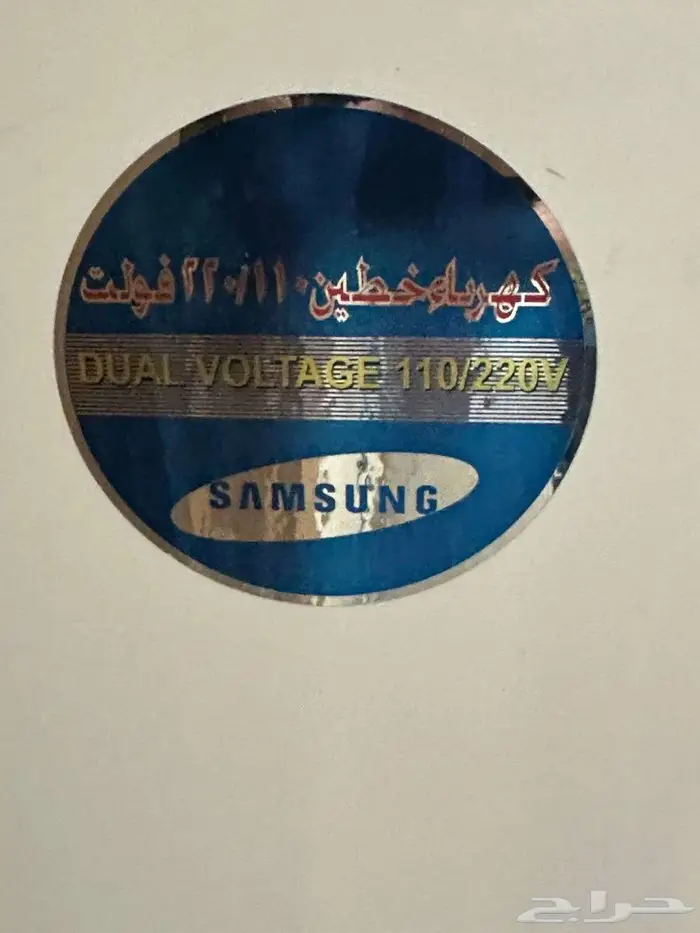 كهرباء خطين ٢٢٠/١١٠ فولت
DUAL VOLTAGE 110/220V
SAMSUNG
حراج